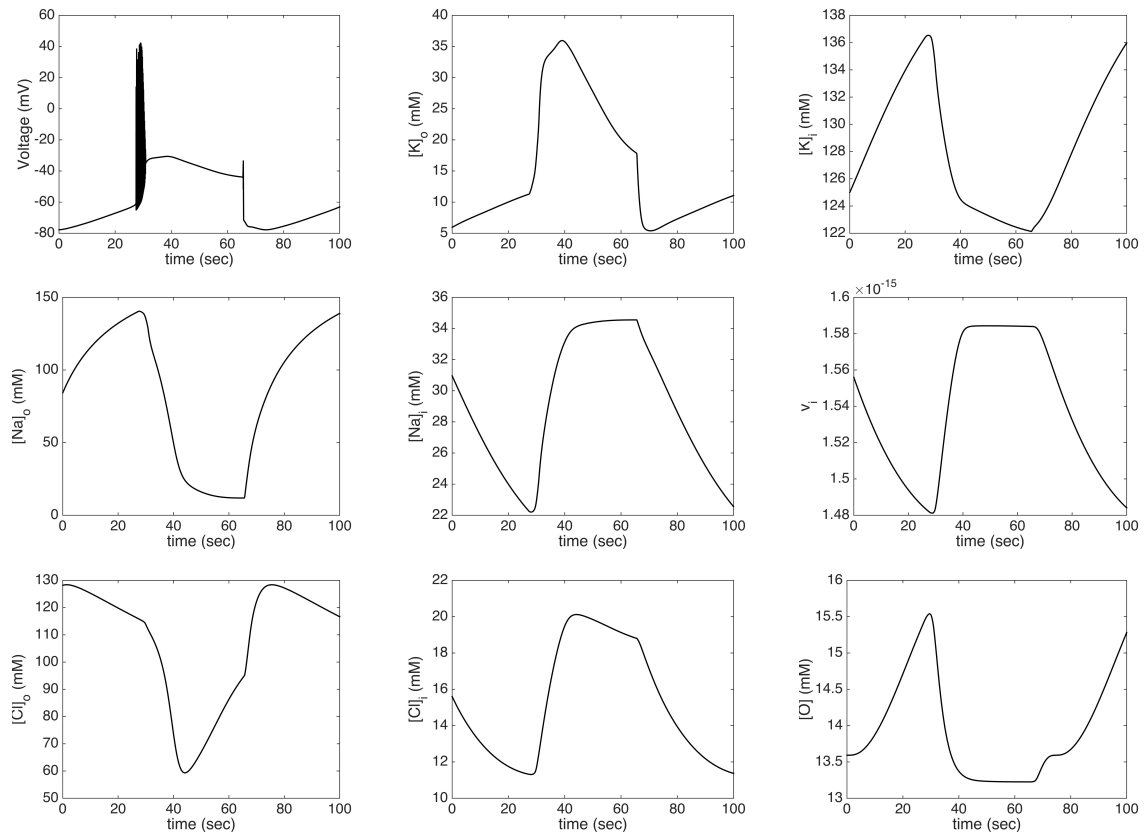 60
40
20
0
-20
-40
-60
-80
Voltage (mV)
0 20 40 60 80 100
time (sec)
40
35
30
25
20
15
10
5
[K]o (mM)
0 20 40 60 80 100
time (sec)
138
136
134
132
130
128
126
124
122
[K]i (mM)
0 20 40 60 80 100
time (sec)
150
100
50
0
[Na]o (mM)
0 20 40 60 80 100
time (sec)
36
34
32
30
28
26
24
22
[Na]i (mM)
0 20 40 60 80 100
time (sec)
×10-15
1.6
1.58
1.56
1.54
1.52
1.5
1.48
vi
0 20 40 60 80 100
time (sec)
130
120
110
100
90
80
70
60
50
[Cl]o (mM)
0 20 40 60 80 100
time (sec)
22
20
18
16
14
12
10
[Cl]i (mM)
0 20 40 60 80 100
time (sec)
16
15.5
15
14.5
14
13.5
13
[O] (mM)
0 20 40 60 80 100
time (sec)